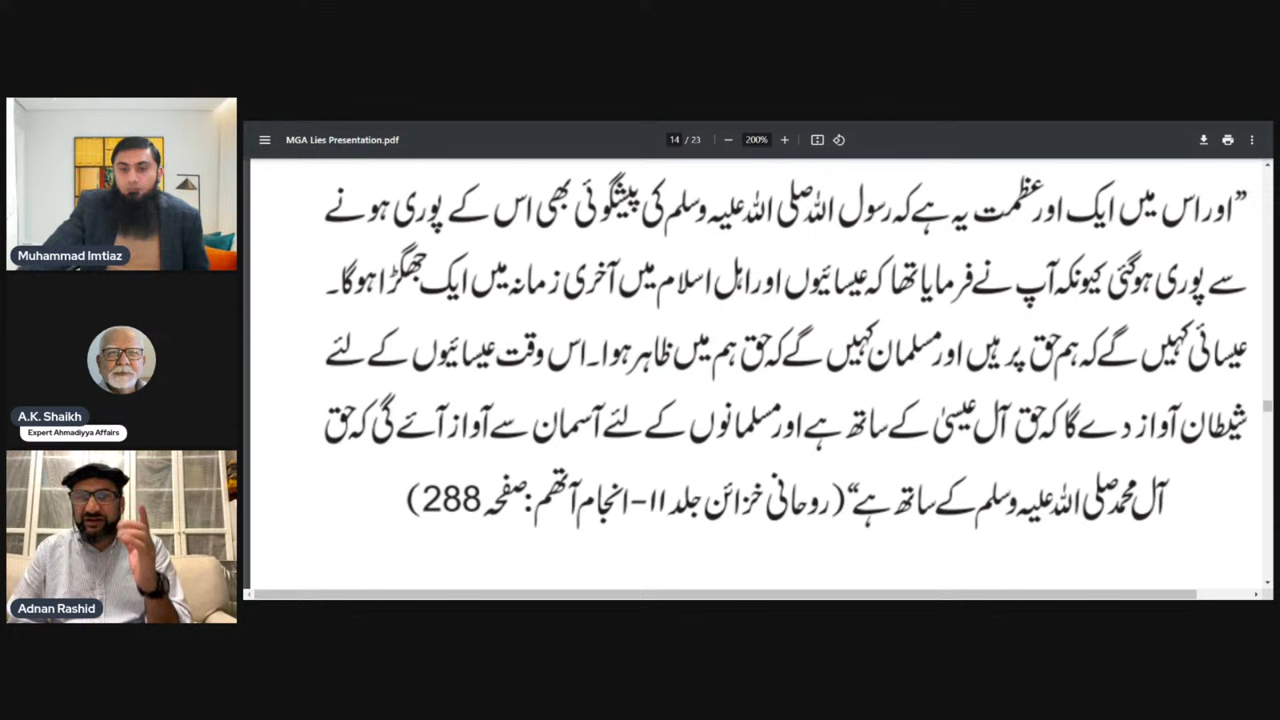 Muhammad Imtiaz
A.K. Shaikh
Expert Ahmadiyya Affairs
Adnan Rashid
MGA Lies Presentation.pdf
14 / 23
200%
”اور اس میں ایک اور عظمت یہ ہے کہ رسول اللہ صلی اللہ علیہ وسلم کی پیشگوئی بھی اس کے پوری ہونے
سے پوری ہوگئی کیونکہ آپ نے فرمایا تھا کہ عیسائیوں اور اہل اسلام میں آخری زمانہ میں ایک جھگڑا ہوگا۔
عیسائی کہیں گے کہ ہم حق پر ہیں اور مسلمان کہیں گے کہ حق ہم میں ظاہر ہوا۔ اس وقت عیسائیوں کے لئے
شیطان آواز دے گا کہ حق آل عیسیٰ کے ساتھ ہے اور مسلمانوں کے لئے آسمان سے آواز آئے گی کہ حق
آل محمد صلی اللہ علیہ وسلم کے ساتھ ہے“ (روحانی خزائن جلد ۱۱- انجام آتھم: صفحہ 288)